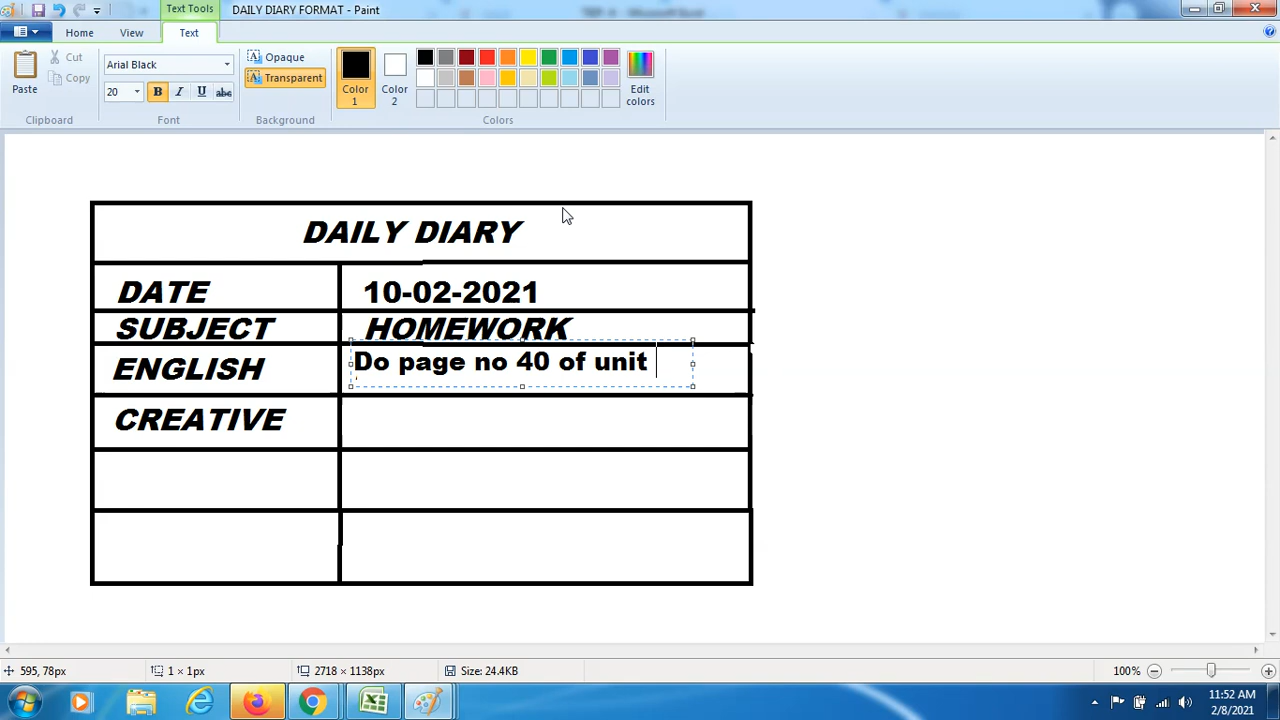 Text Tools
DAILY DIARY FORMAT - Paint
Home
View
Text
Paste
Cut
Copy
Clipboard
Arial Black
20
B
I
U
abc
Font
Opaque
Transparent
Background
Color 1
Color 2
Edit colors
Colors
DAILY DIARY
DATE
10-02-2021
SUBJECT
HOMEWORK
ENGLISH
Do page no 40 of unit
CREATIVE
595, 78px
1 × 1px
2718 × 1138px
Size: 24.4KB
100%
11:52 AM
2/8/2021